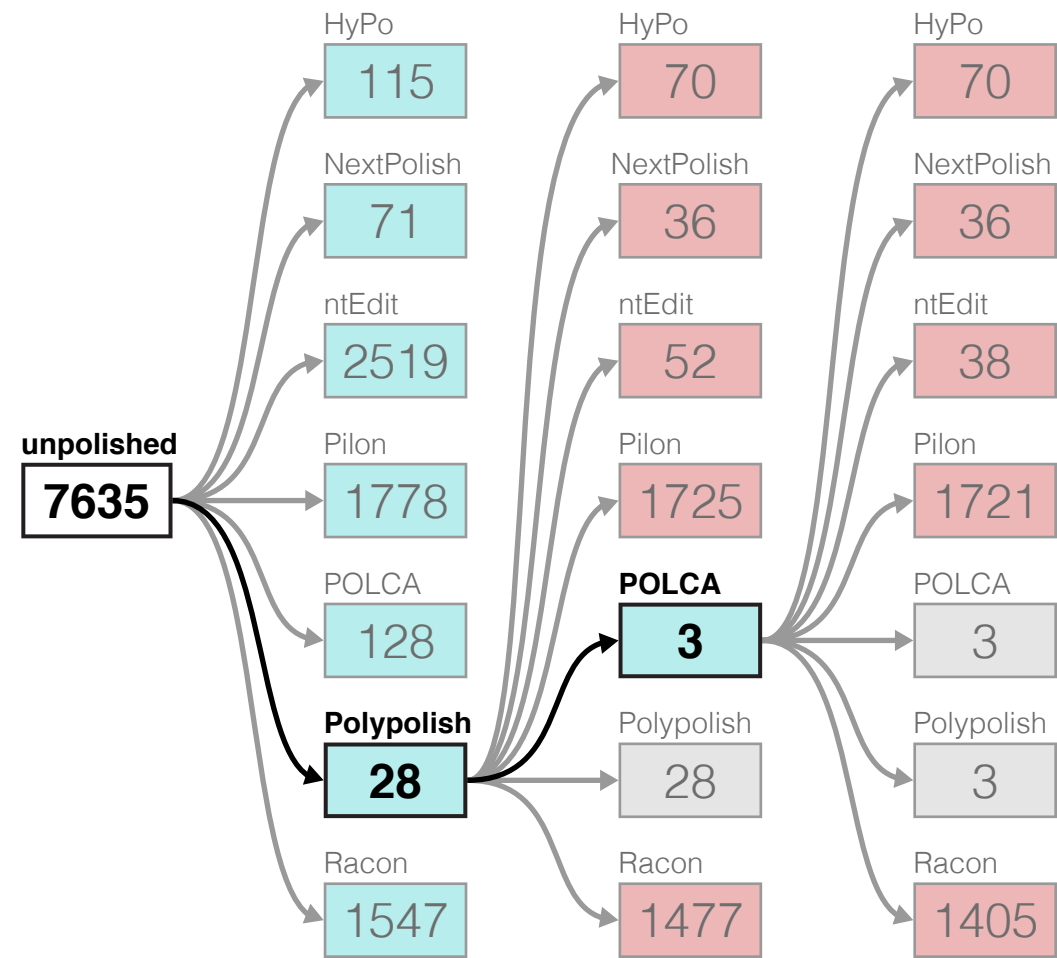 HyPo
115
NextPolish
71
ntEdit
2519
unpolished
7635
Pilon
1778
POLCA
128
Polypolish
28
Racon
1547
HyPo
70
NextPolish
36
ntEdit
52
Pilon
1725
POLCA
3
Polypolish
28
Racon
1477
HyPo
70
NextPolish
36
ntEdit
38
Pilon
1721
POLCA
3
Polypolish
3
Racon
1405